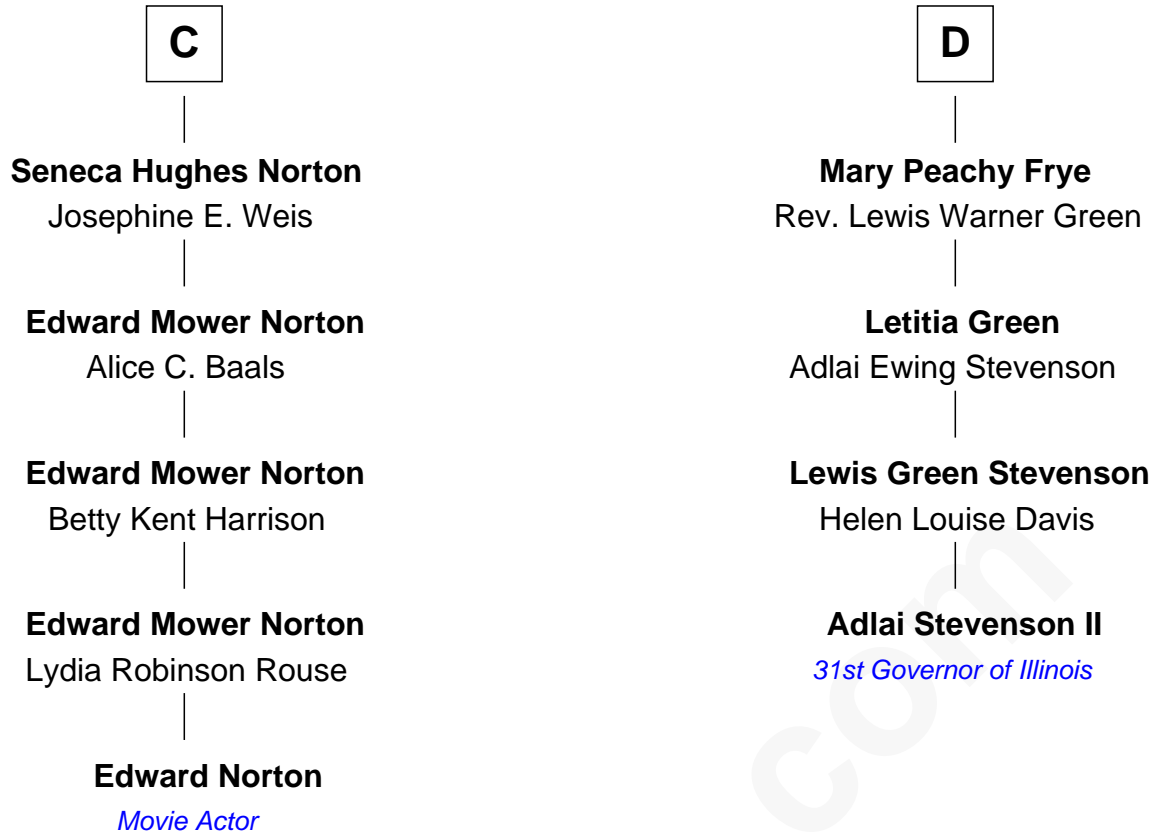 C
Seneca Hughes Norton
Josephine E. Weis
Edward Mower Norton
Alice C. Baals
Edward Mower Norton
Betty Kent Harrison
Edward Mower Norton
Lydia Robinson Rouse
Edward Norton
Movie Actor
D
Mary Peachy Frye
Rev. Lewis Warner Green
Letitia Green
Adlai Ewing Stevenson
Lewis Green Stevenson
Helen Louise Davis
Adlai Stevenson II
31st Governor of Illinois
com